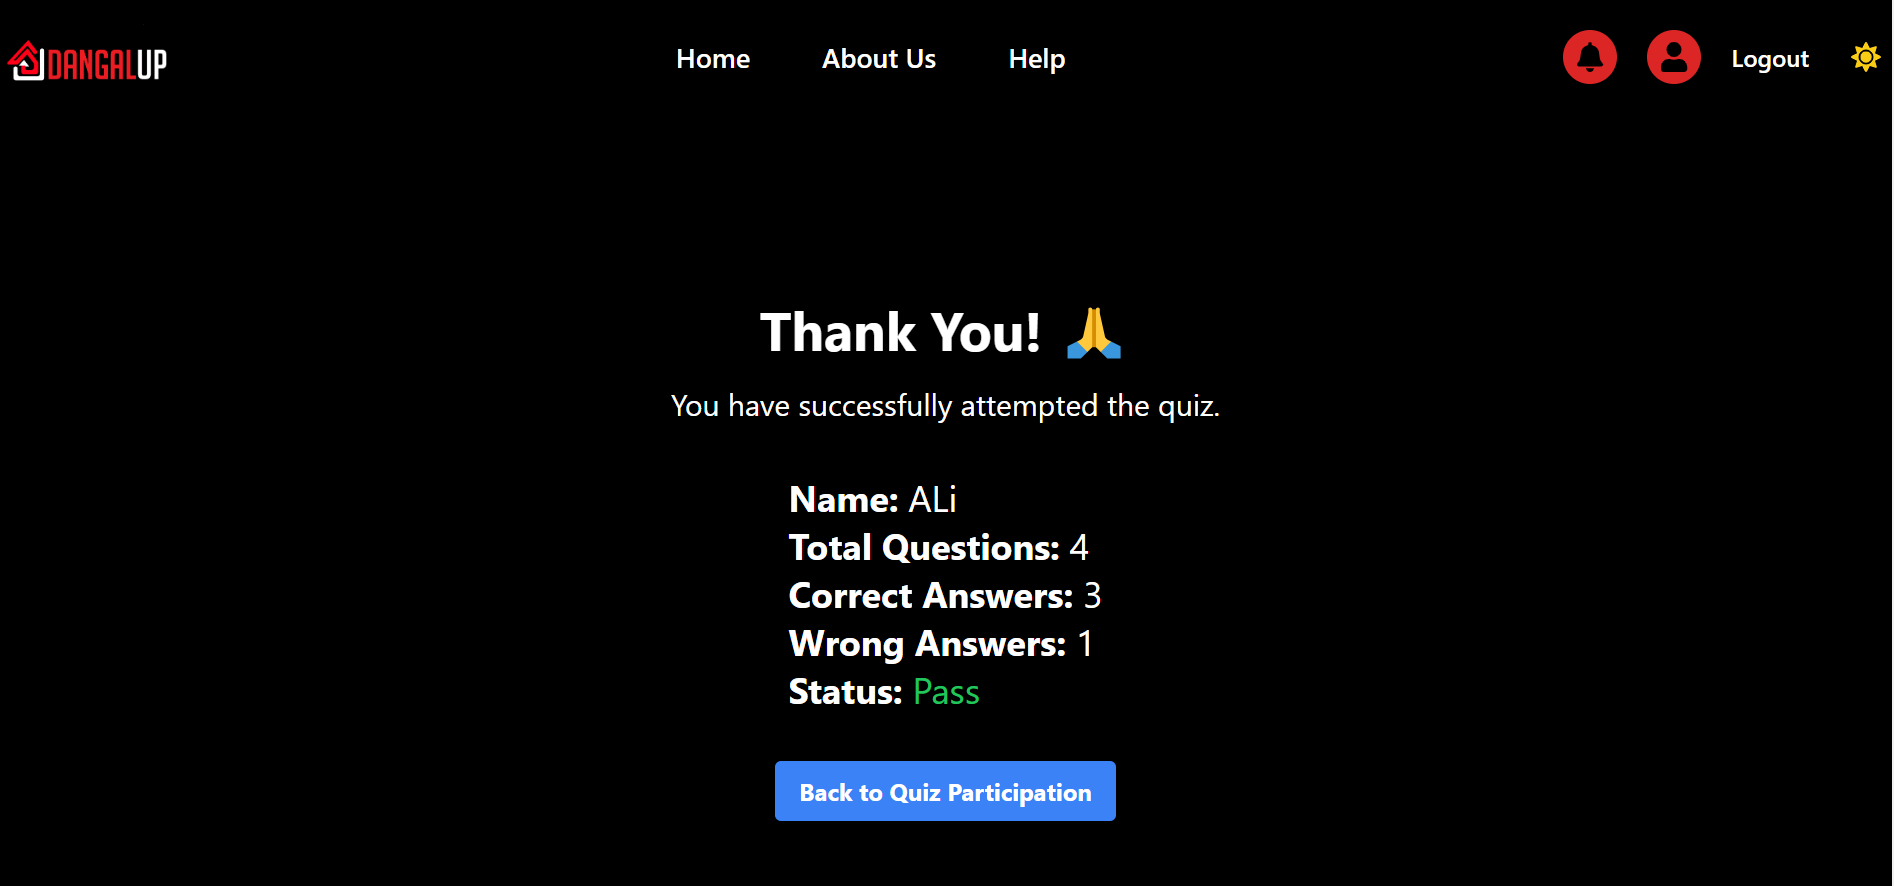 DANGALUP
Home About Us Help
Logout
Thank You! 🙏
You have successfully attempted the quiz.
Name: ALi
Total Questions: 4
Correct Answers: 3
Wrong Answers: 1
Status: Pass
Back to Quiz Participation